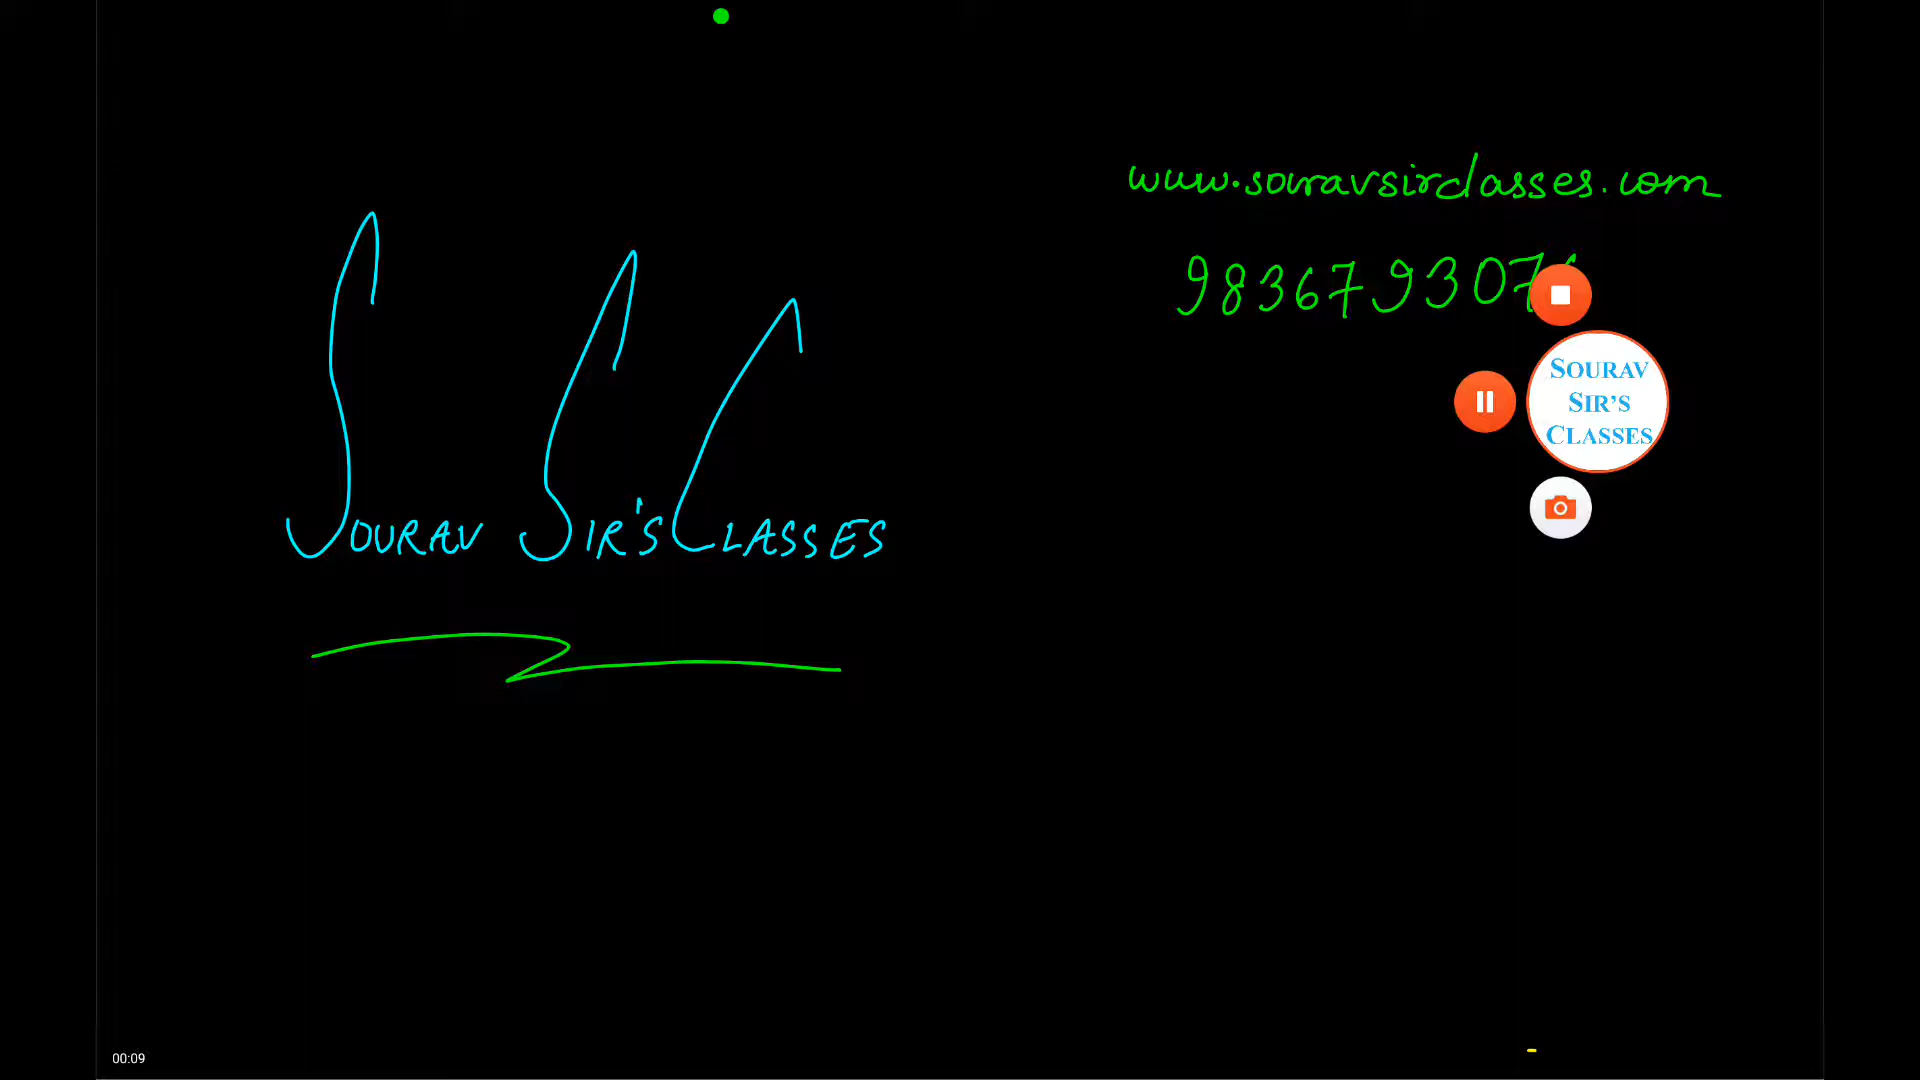 www.souravsirclasses.com
SOURAV SIR'S CLASSES
SOURAV
SIR'S
CLASSES
00:09